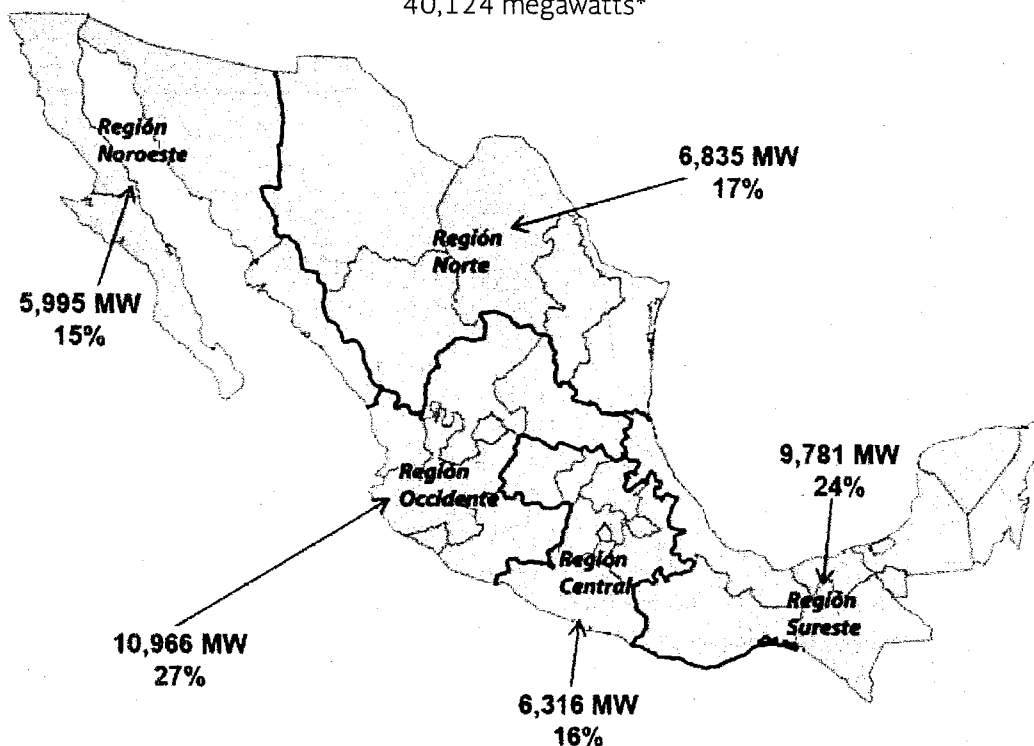 40,124 megawatts*
Región
Noroeste
6,835 MW
17%
Región
Norte
5,995 MW
15%
9,781 MW
24%
Región
Occidente
Región
Central
Región
Sureste
10,966 MW
27%
6,316 MW
16%